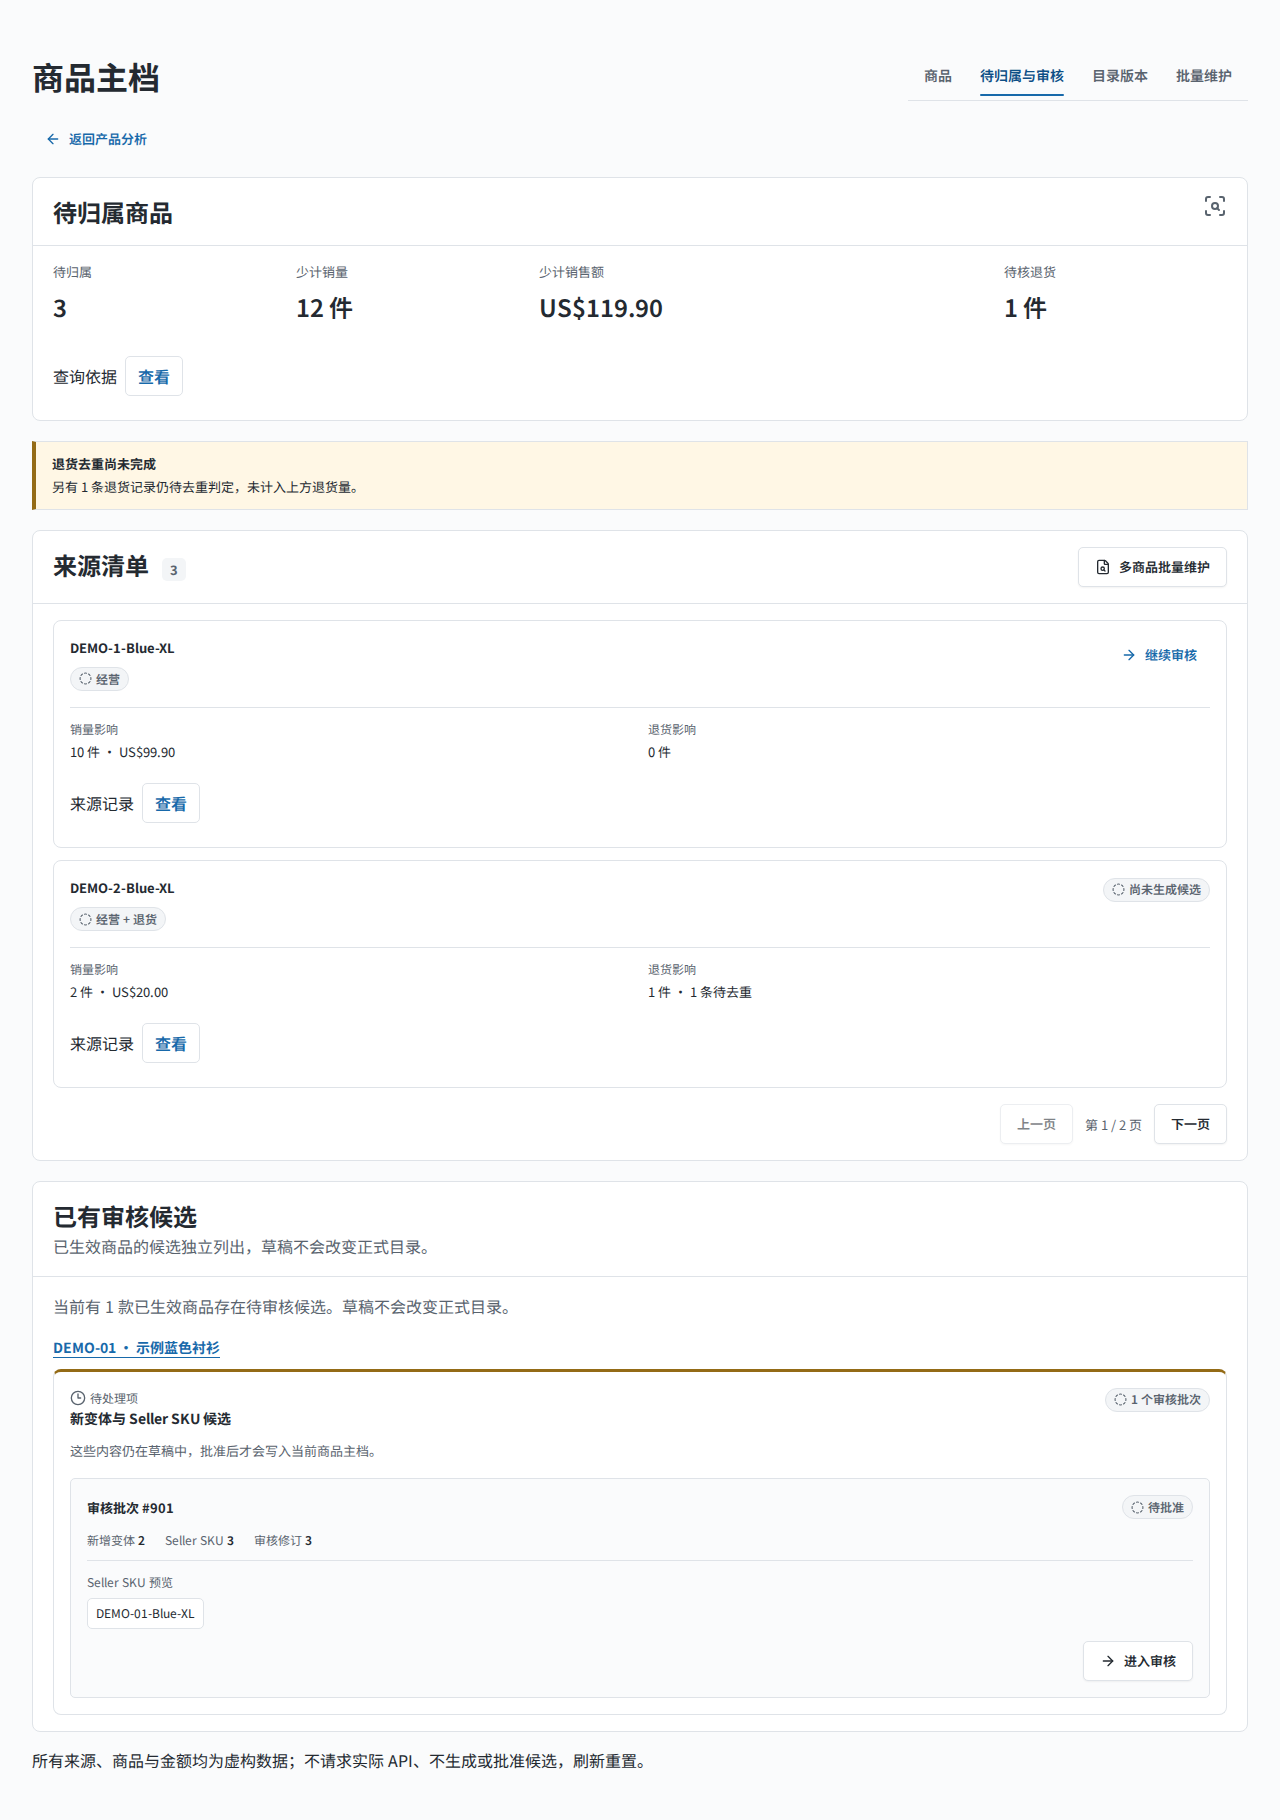 商品主档
商品 待归属与审核 目录版本 批量维护
返回产品分析
待归属商品
待归属 少计销量 少计销售额 待核退货
3 12 件 US$119.90 1 件
查询依据 查看
退货去重尚未完成
另有 1 条退货记录仍待去重判定，未计入上方退货量。
来源清单 3 多商品批量维护
DEMO-1-Blue-XL 继续审核
经营
销量影响 退货影响
10 件 • US$99.90 0 件
来源记录 查看
DEMO-2-Blue-XL 尚未生成候选
经营 + 退货
销量影响 退货影响
2 件 • US$20.00 1 件 • 1 条待去重
来源记录 查看
上一页 第 1 / 2 页 下一页
已有审核候选
已生效商品的候选独立列出，草稿不会改变正式目录。
当前有 1 款已生效商品存在待审核候选。草稿不会改变正式目录。
DEMO-01 • 示例蓝色衬衫
待处理项 1 个审核批次
新变体与 Seller SKU 候选
这些内容仍在草稿中，批准后才会写入当前商品主档。
审核批次 #901 待批准
新增变体 2 Seller SKU 3 审核修订 3
Seller SKU 预览
DEMO-01-Blue-XL
进入审核
所有来源、商品与金额均为虚构数据；不请求实际 API、不生成或批准候选，刷新重置。